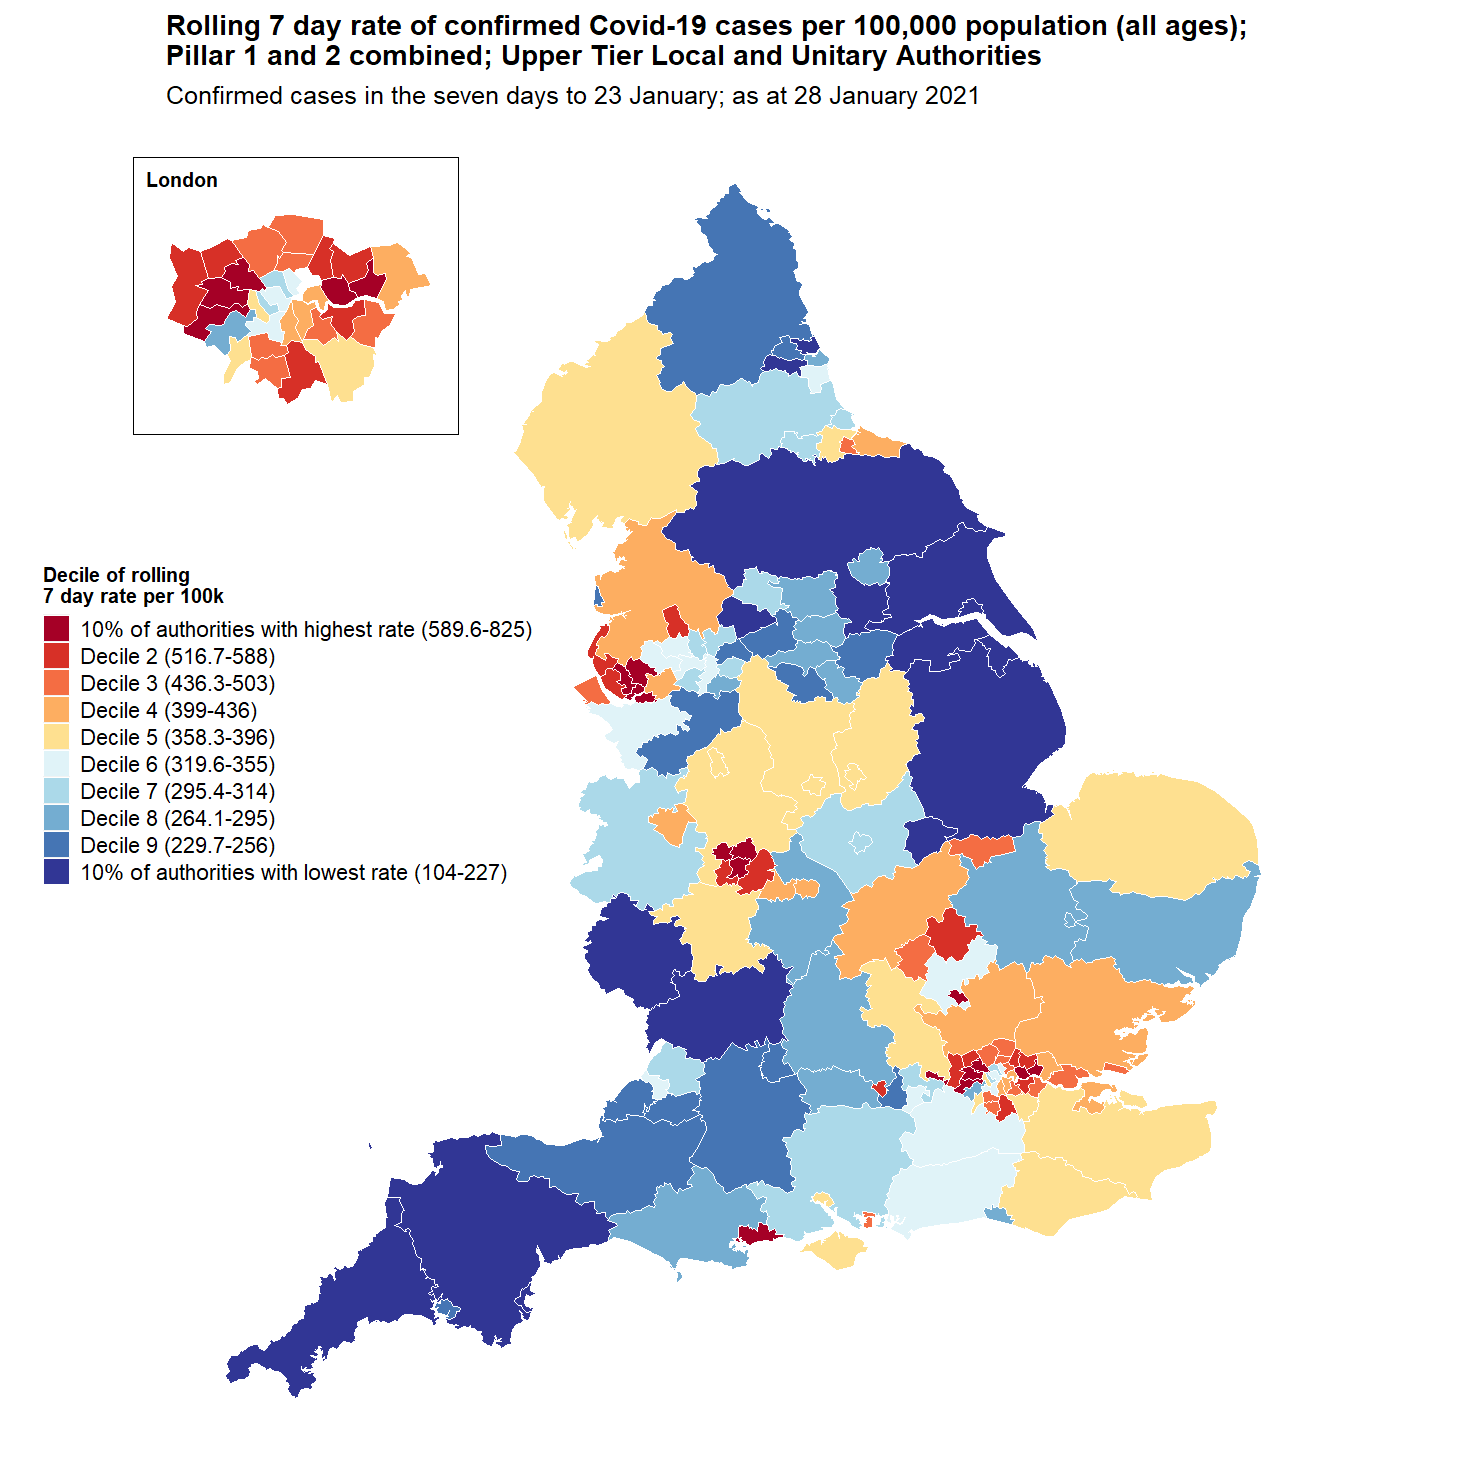 Rolling 7 day rate of confirmed Covid-19 cases per 100,000 population (all ages);
Pillar 1 and 2 combined; Upper Tier Local and Unitary Authorities
Confirmed cases in the seven days to 23 January; as at 28 January 2021
London
Decile of rolling
7 day rate per 100k
10% of authorities with highest rate (589.6-825)
Decile 2 (516.7-588)
Decile 3 (436.3-503)
Decile 4 (399-436)
Decile 5 (358.3-396)
Decile 6 (319.6-355)
Decile 7 (295.4-314)
Decile 8 (264.1-295)
Decile 9 (229.7-256)
10% of authorities with lowest rate (104-227)